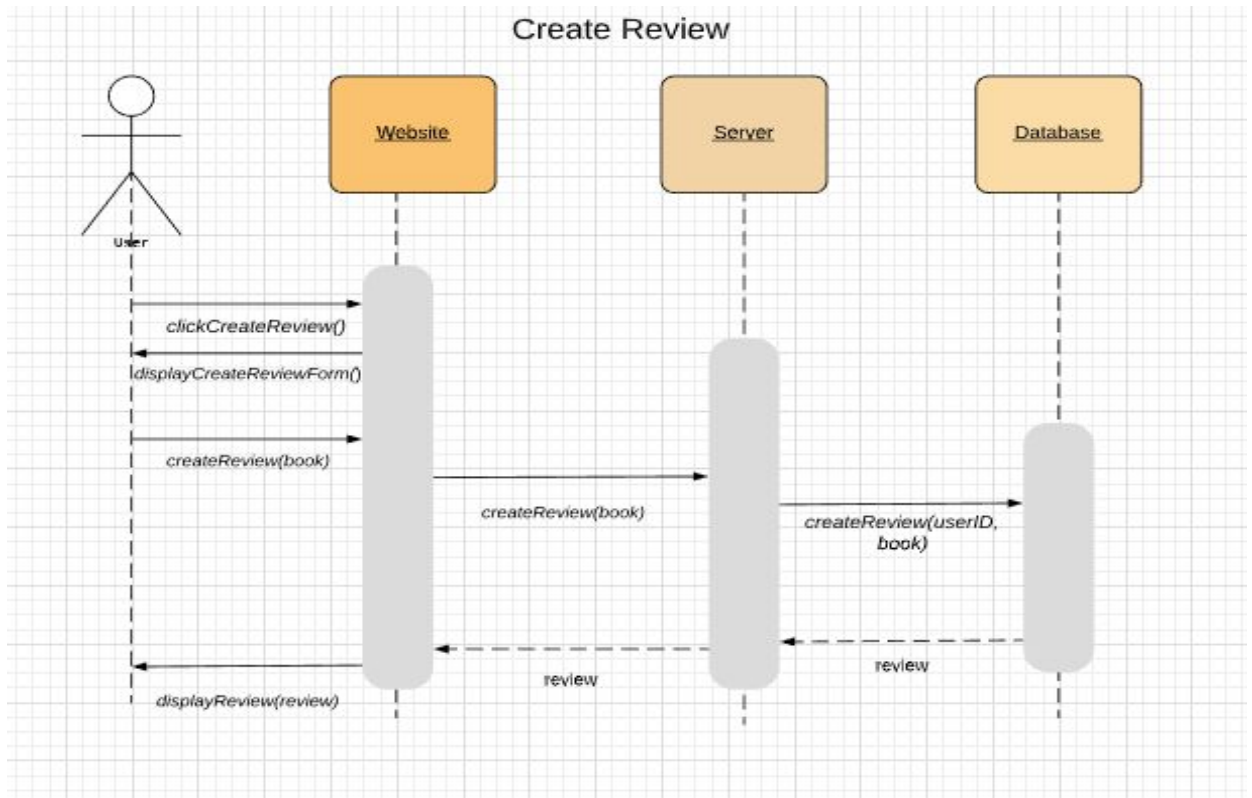 Create Review
Website
Server
Database
User
clickCreateReview()
displayCreateReviewForm()
createReview(book)
createReview(book)
createReview(userID,
book)
review
review
displayReview(review)